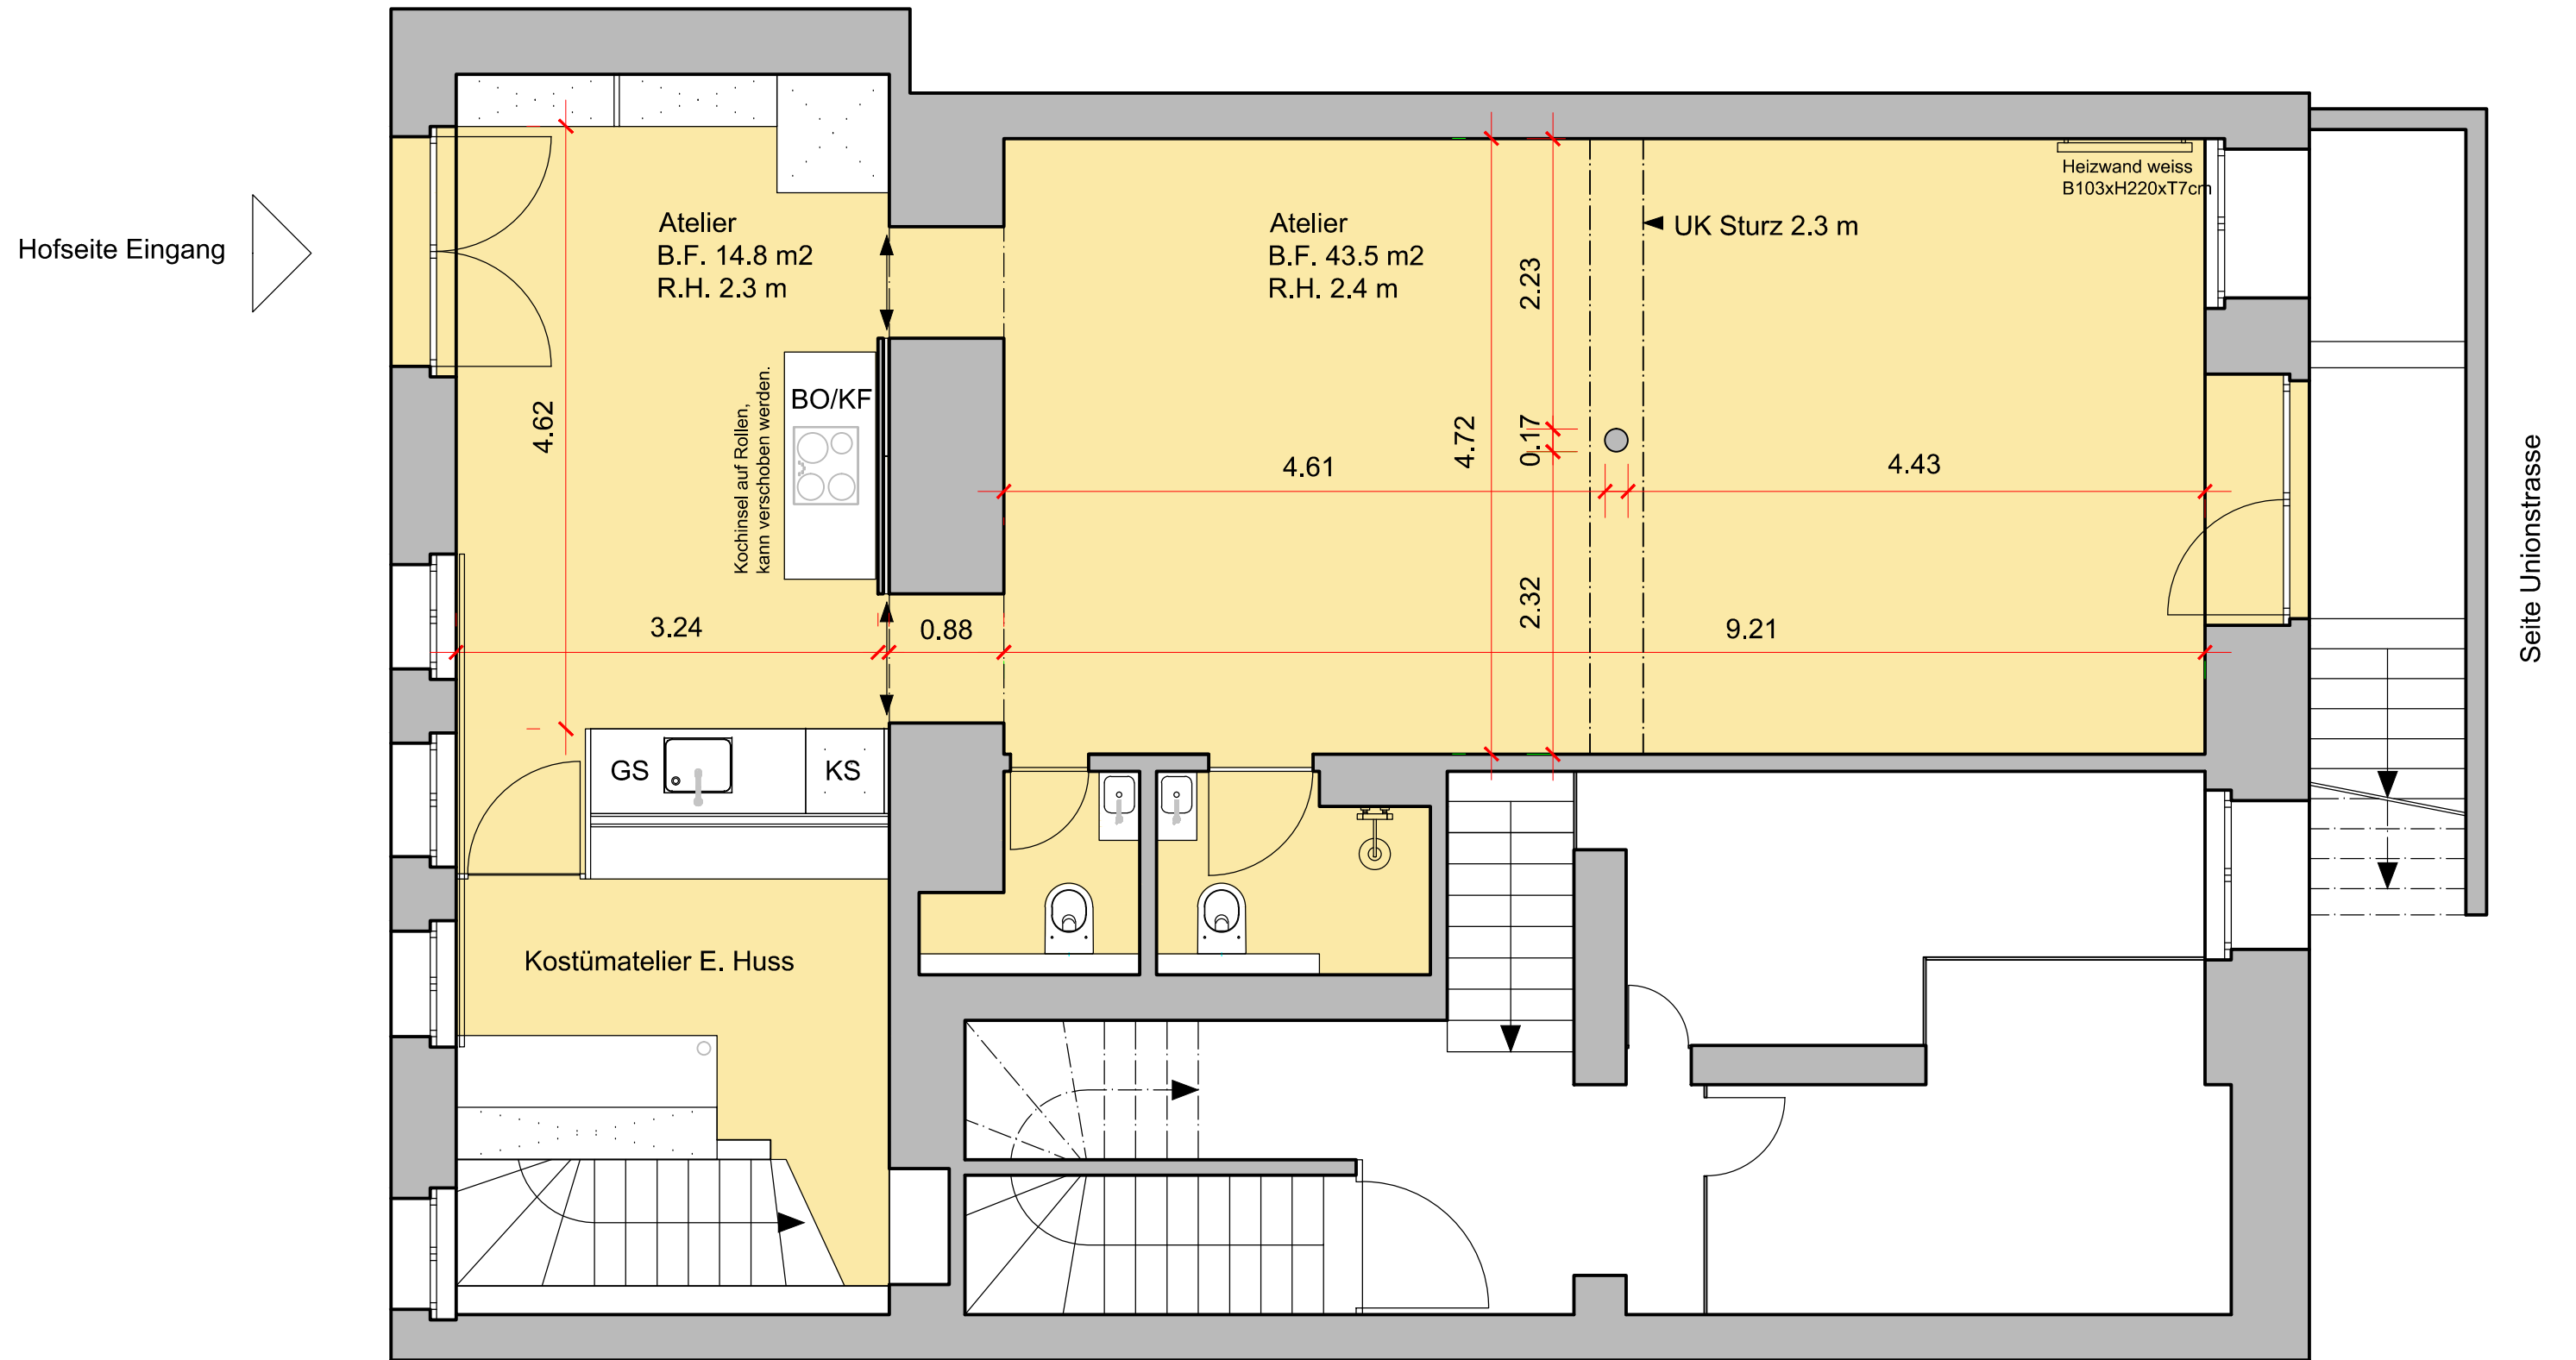 Hofseite Eingang
Atelier
B.F. 14.8 m2
R.H. 2.3 m
Atelier
B.F. 43.5 m2
R.H. 2.4 m
UK Sturz 2.3 m
Heizwand weiss
B103xH220xT7cm
2.23
4.62
Kochinsel auf Rollen,
kann verschoben werden.
BO/KF
4.61
4.72
0.17
4.43
Seite Unionstrasse
3.24
0.88
2.32
9.21
GS
KS
Kostümatelier E. Huss